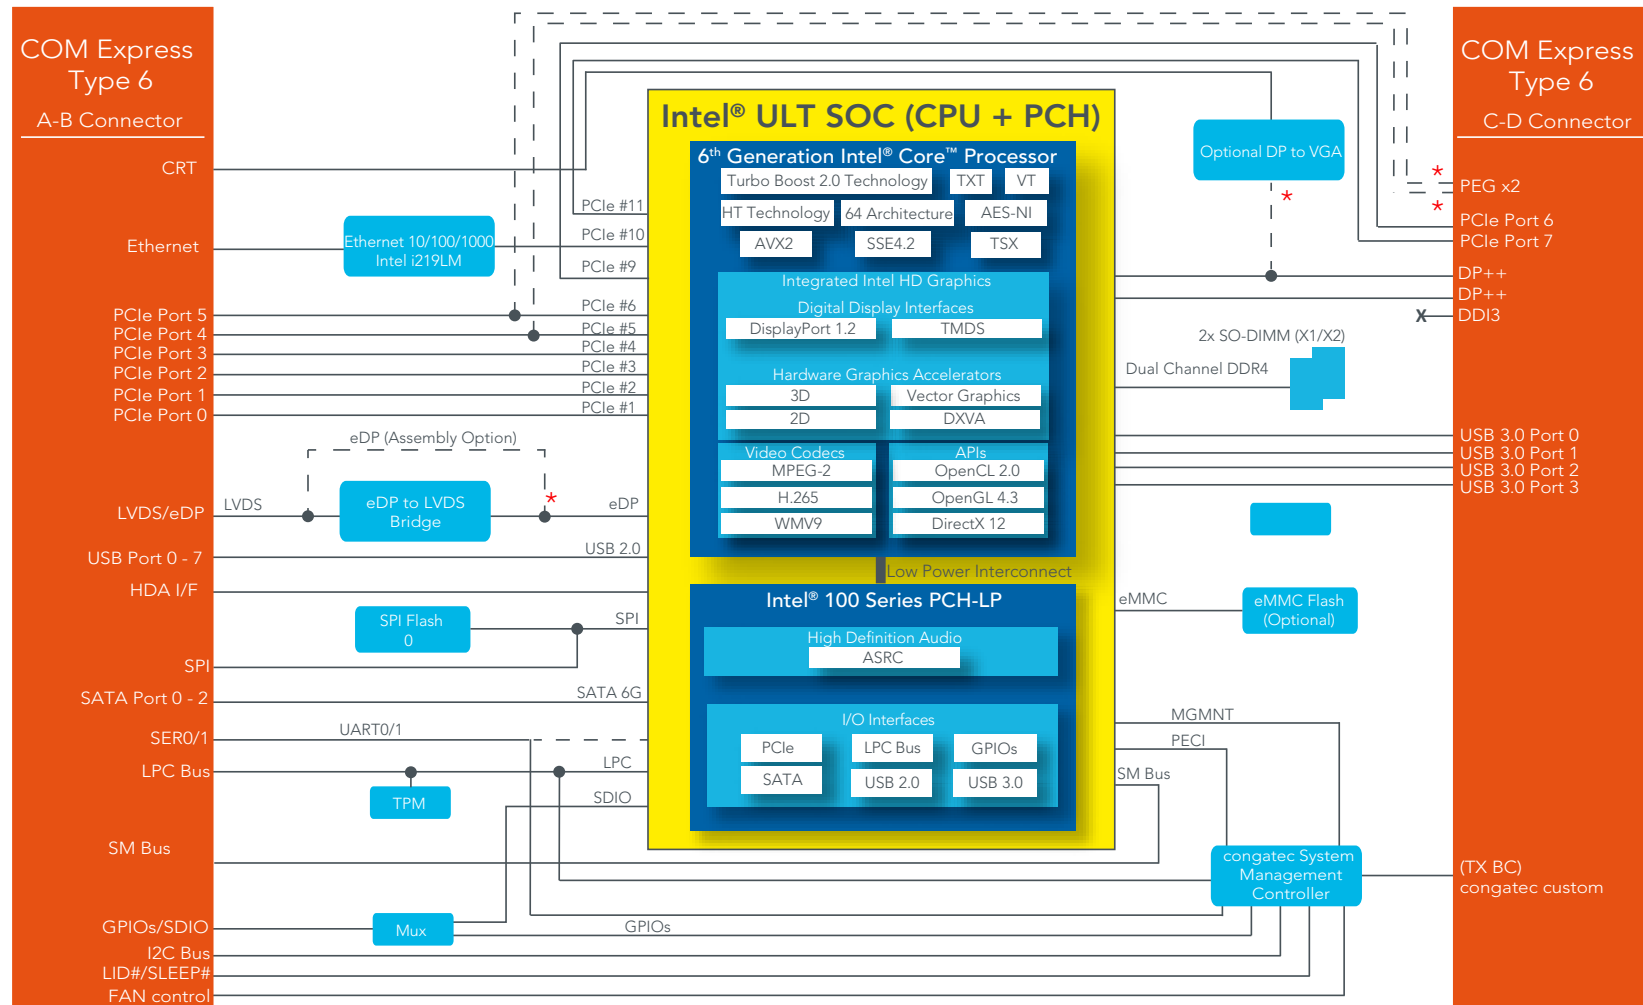 COM Express
Type 6
A-B Connector
CRT
Ethernet
PCIe Port 5
PCIe Port 4
PCIe Port 3
PCIe Port 2
PCIe Port 1
PCIe Port 0
LVDS/eDP
USB Port 0 - 7
HDA I/F
SPI
SATA Port 0 - 2
SER0/1
LPC Bus
SM Bus
GPIOs/SDIO
I2C Bus
LID#/SLEEP#
FAN control
Ethernet 10/100/1000
Intel i219LM
eDP (Assembly Option)
LVDS
eDP to LVDS
Bridge
*
SPI Flash
0
UART0/1
TPM
Mux
GPIOs
PCIe #11
PCIe #10
PCIe #9
PCIe #6
PCIe #5
PCIe #4
PCIe #3
PCIe #2
PCIe #1
eDP
USB 2.0
SPI
SATA 6G
LPC
SDIO
Intel® ULT SOC (CPU + PCH)
6th Generation Intel® Core™ Processor
Turbo Boost 2.0 Technology TXT VT
HT Technology 64 Architecture AES-NI
AVX2 SSE4.2 TSX
Integrated Intel HD Graphics
Digital Display Interfaces
DisplayPort 1.2 TMDS
Hardware Graphics Accelerators
3D Vector Graphics
2D DXVA
Video Codecs
MPEG-2
H.265
WMV9
APIs
OpenCL 2.0
OpenGL 4.3
DirectX 12
Low Power Interconnect
Intel® 100 Series PCH-LP
High Definition Audio
ASRC
I/O Interfaces
PCIe LPC Bus GPIOs
SATA USB 2.0 USB 3.0
Optional DP to VGA
*
*
*
2x SO-DIMM (X1/X2)
Dual Channel DDR4
eMMC
eMMC Flash
(Optional)
MGMNT
PECI
SM Bus
congatec System
Management
Controller
COM Express
Type 6
C-D Connector
PEG x2
PCIe Port 6
PCIe Port 7
DP++
DP++
X
DDI3
USB 3.0 Port 0
USB 3.0 Port 1
USB 3.0 Port 2
USB 3.0 Port 3
(TX BC)
congatec custom